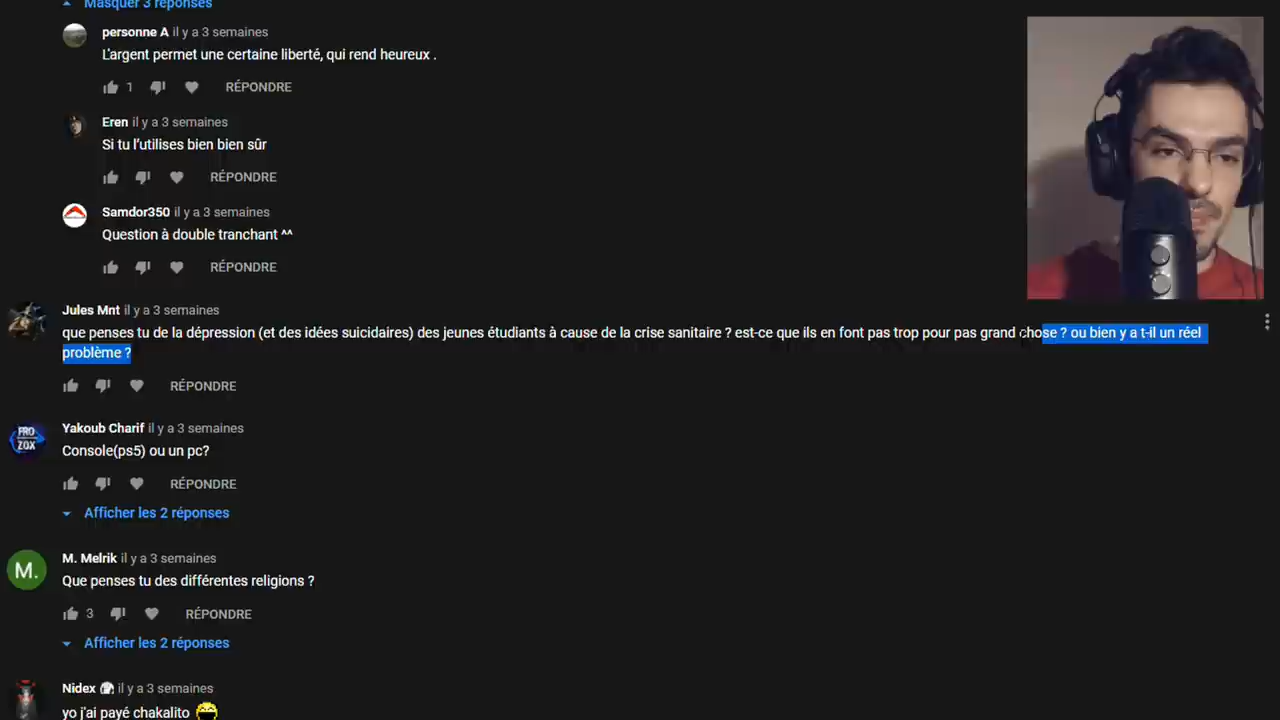 Masquer 3 réponses
personne A il y a 3 semaines
L'argent permet une certaine liberté, qui rend heureux .
1 RÉPONDRE
Eren il y a 3 semaines
Si tu l'utilises bien bien sûr
RÉPONDRE
Samdor350 il y a 3 semaines
Question à double tranchant ^^
RÉPONDRE
Jules Mnt il y a 3 semaines
que penses tu de la dépression (et des idées suicidaires) des jeunes étudiants à cause de la crise sanitaire ? est-ce que ils en font pas trop pour pas grand chose ? ou bien y a t-il un réel
problème ?
RÉPONDRE
PRO
ZOX
Yakoub Charif il y a 3 semaines
Console(ps5) ou un pc?
RÉPONDRE
Afficher les 2 réponses
M.
M. Melrik il y a 3 semaines
Que penses tu des différentes religions ?
3 RÉPONDRE
Afficher les 2 réponses
Nidex il y a 3 semaines
yo j'ai payé chakalito